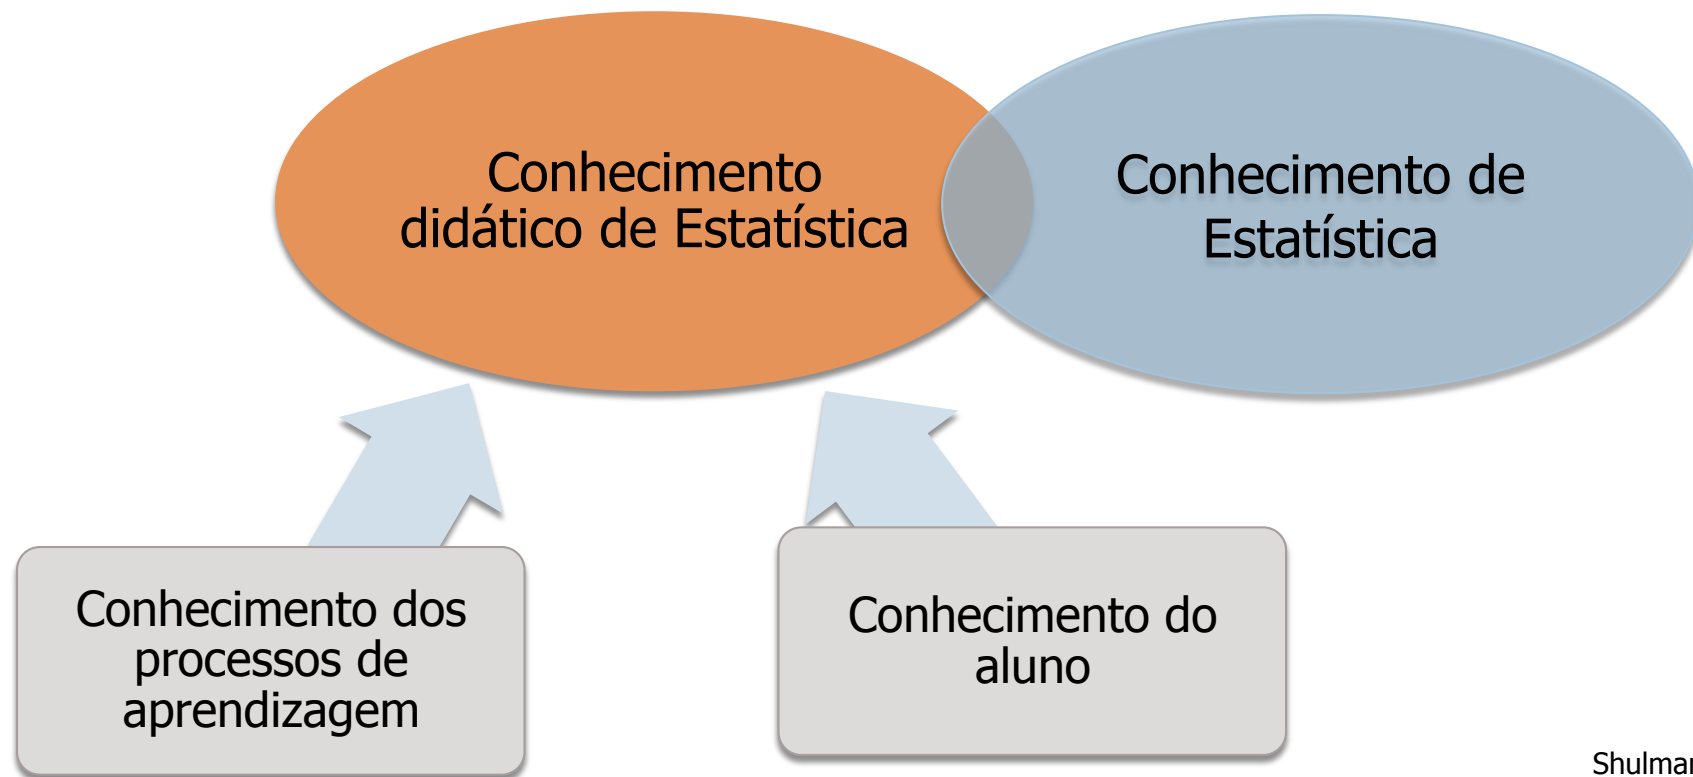 Conhecimento
didático de Estatística
Conhecimento de
Estatística
Conhecimento dos
processos de
aprendizagem
Conhecimento do
aluno